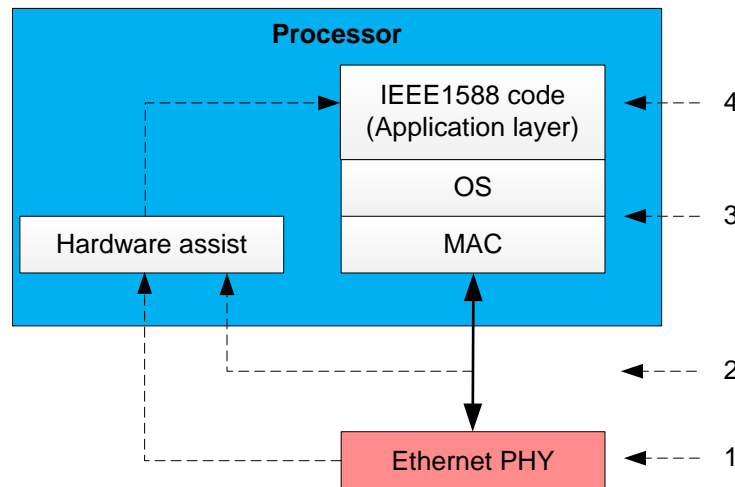 Processor
IEEE1588 code
(Application layer)
4
OS
3
Hardware assist
MAC
2
Ethernet PHY
1